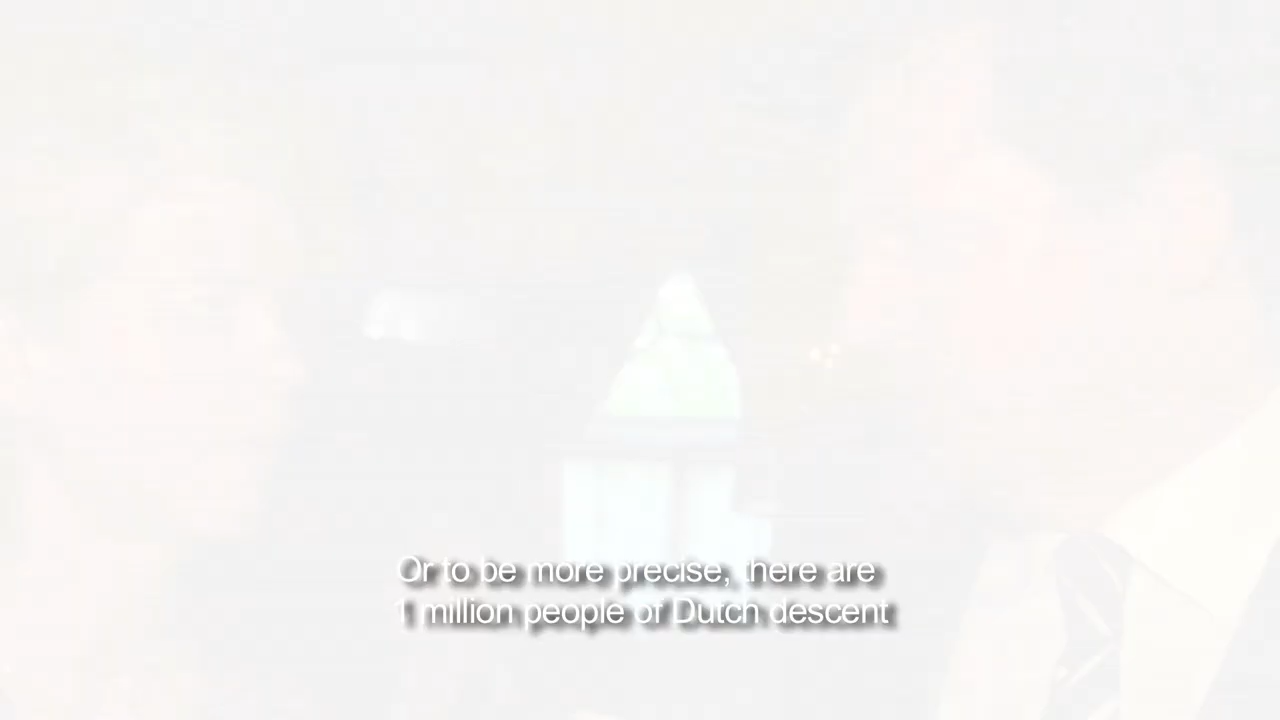 Or to be more precise, there are
1 million people of Dutch descent